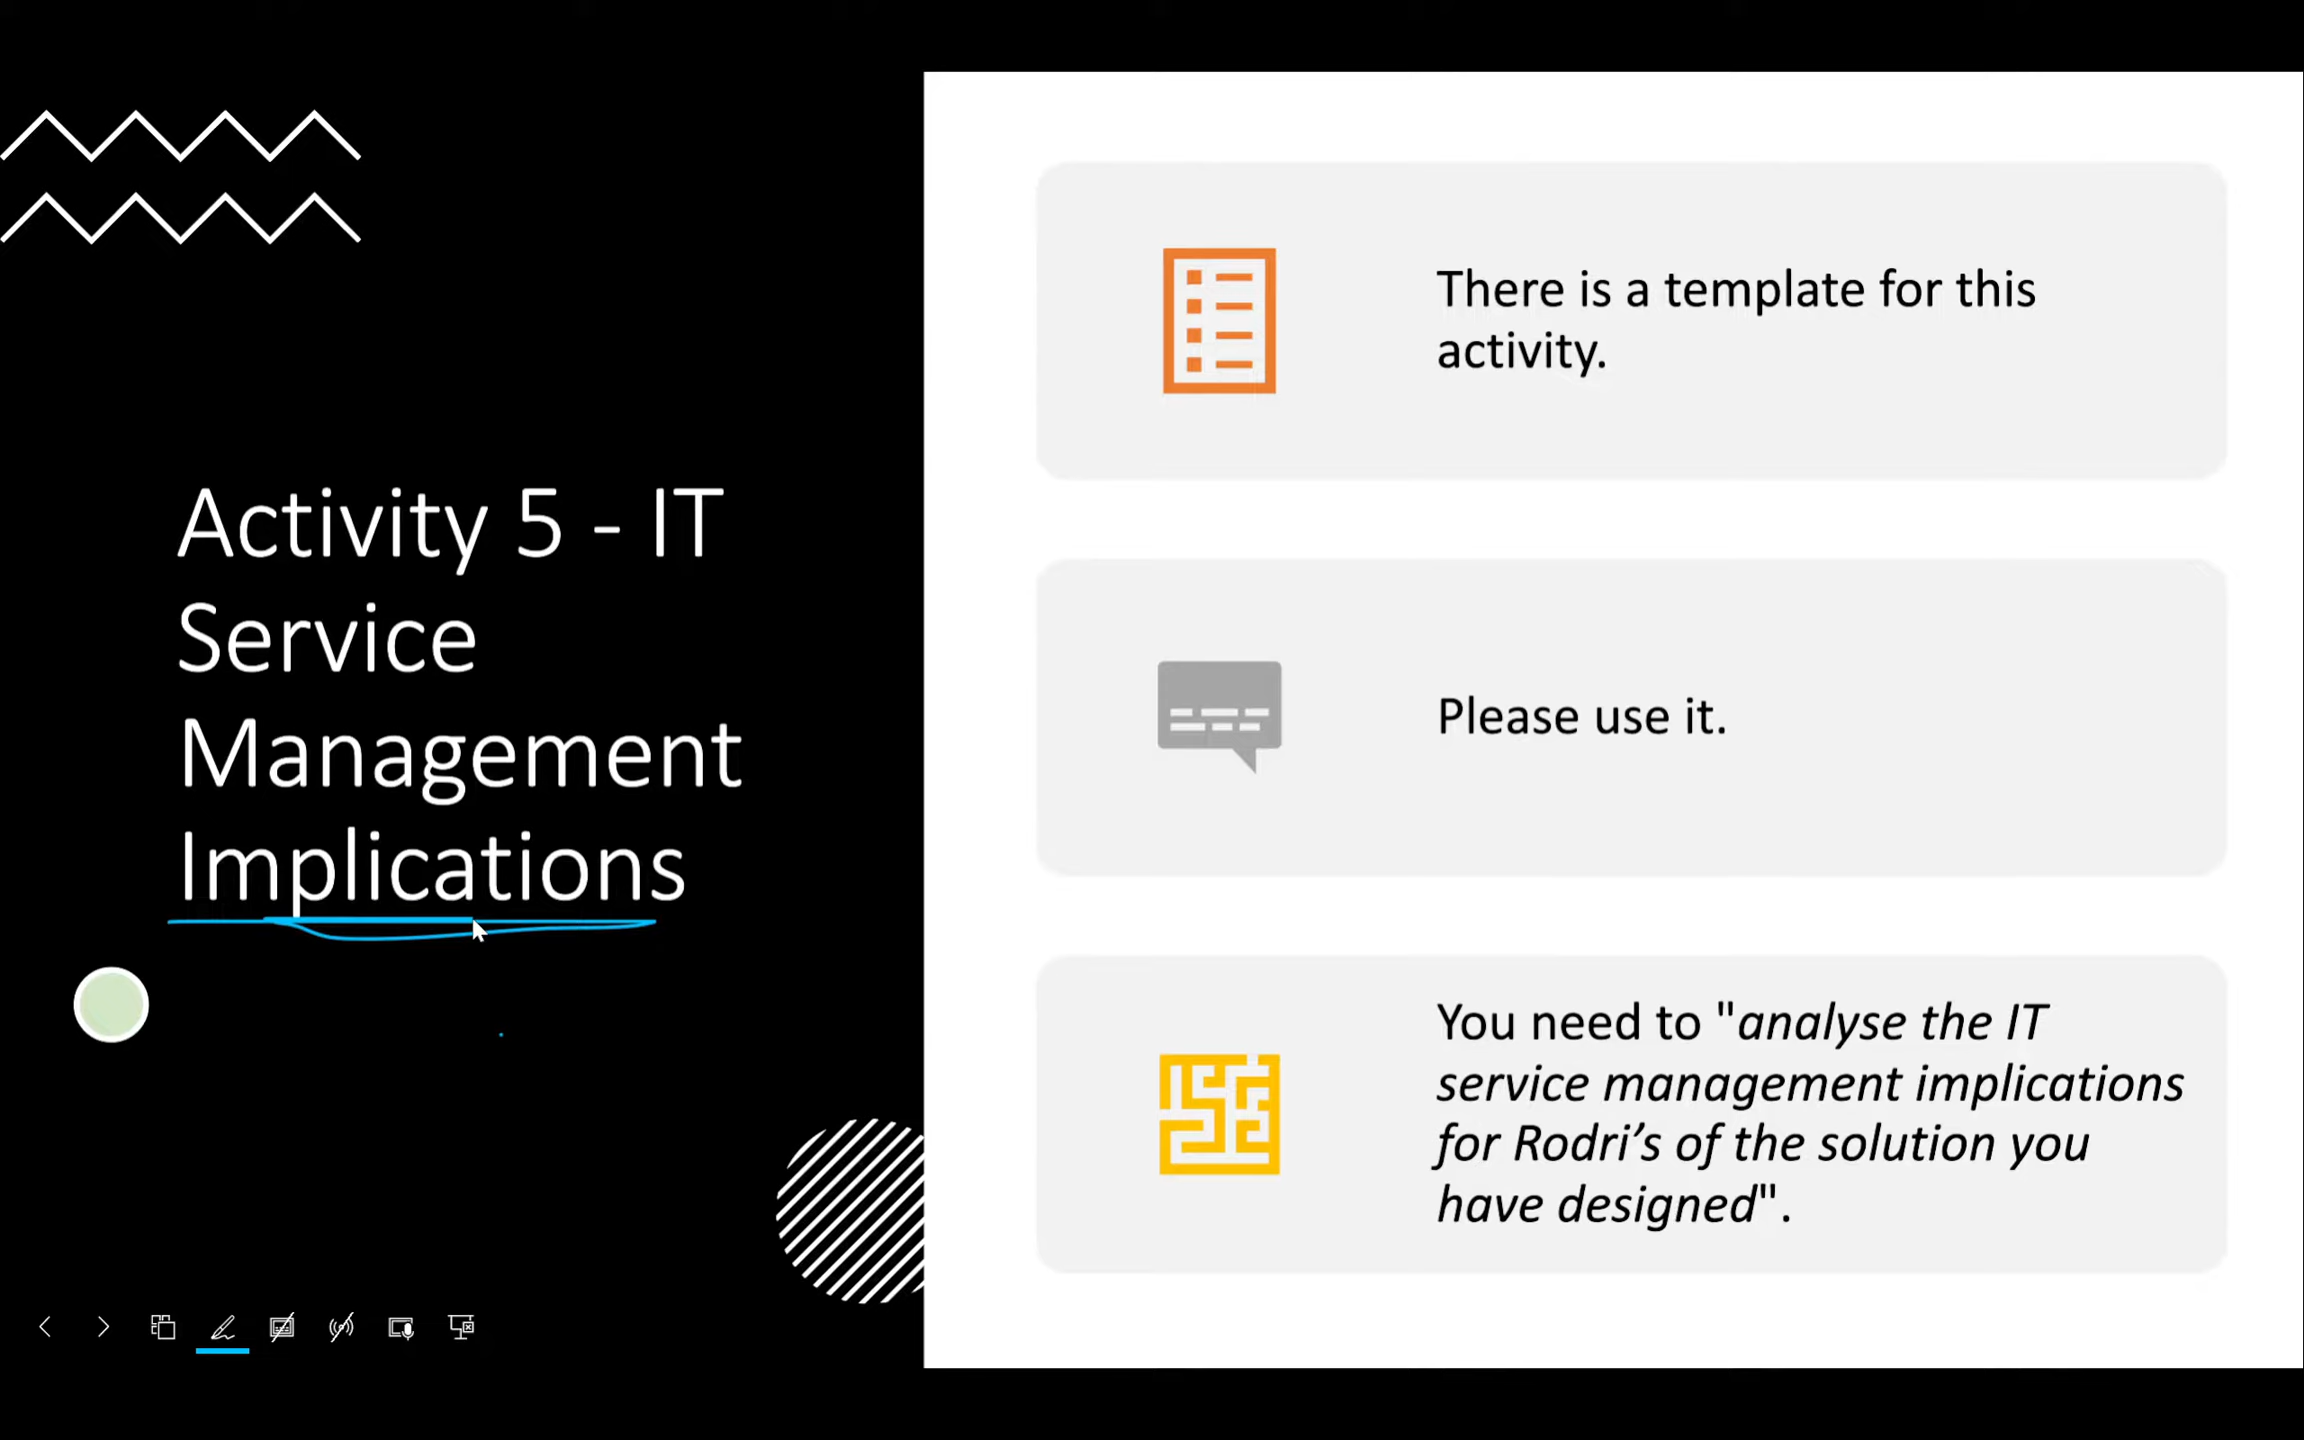 Activity 5 - IT
Service
Management
Implications
There is a template for this
activity.
Please use it.
You need to "analyse the IT
service management implications
for Rodri’s of the solution you
have designed".